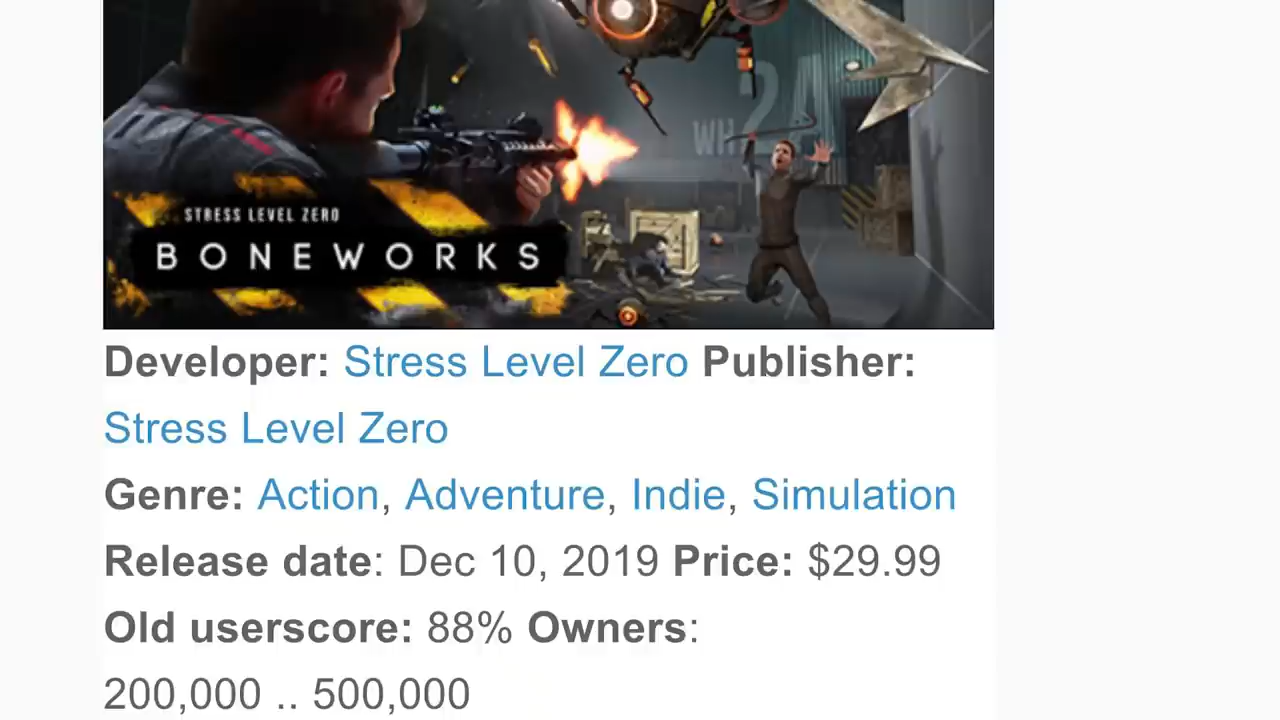 WH 2A
STRESS LEVEL ZERO
BONEWORKS
Developer: Stress Level Zero Publisher:
Stress Level Zero
Genre: Action, Adventure, Indie, Simulation
Release date: Dec 10, 2019 Price: $29.99
Old userscore: 88% Owners:
200,000 .. 500,000